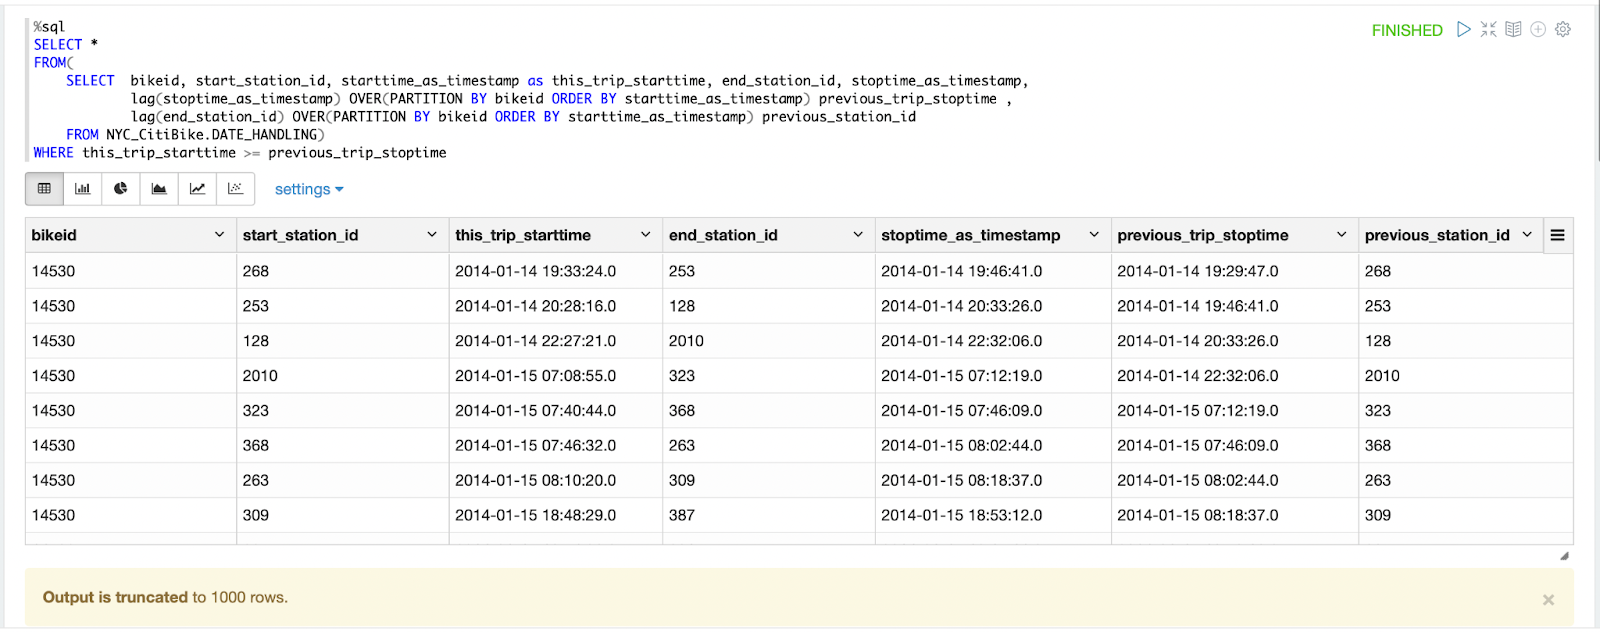 %sql
FINISHED
SELECT *
FROM(
SELECT bikeid, start_station_id, starttime_as_timestamp as this_trip_starttime, end_station_id, stoptime_as_timestamp,
lag(stoptime_as_timestamp) OVER(PARTITION BY bikeid ORDER BY starttime_as_timestamp) previous_trip_stoptime ,
lag(end_station_id) OVER(PARTITION BY bikeid ORDER BY starttime_as_timestamp) previous_station_id
FROM NYC_CitiBike.DATE_HANDLING)
WHERE this_trip_starttime >= previous_trip_stoptime
settings
bikeid start_station_id this_trip_starttime end_station_id stoptime_as_timestamp previous_trip_stoptime previous_station_id
14530 268 2014-01-14 19:33:24.0 253 2014-01-14 19:46:41.0 2014-01-14 19:29:47.0 268
14530 253 2014-01-14 20:28:16.0 128 2014-01-14 20:33:26.0 2014-01-14 19:46:41.0 253
14530 128 2014-01-14 22:27:21.0 2010 2014-01-14 22:32:06.0 2014-01-14 20:33:26.0 128
14530 2010 2014-01-15 07:08:55.0 323 2014-01-15 07:12:19.0 2014-01-14 22:32:06.0 2010
14530 323 2014-01-15 07:40:44.0 368 2014-01-15 07:46:09.0 2014-01-15 07:12:19.0 323
14530 368 2014-01-15 07:46:32.0 263 2014-01-15 08:02:44.0 2014-01-15 07:46:09.0 368
14530 263 2014-01-15 08:10:20.0 309 2014-01-15 08:18:37.0 2014-01-15 08:02:44.0 263
14530 309 2014-01-15 18:48:29.0 387 2014-01-15 18:53:12.0 2014-01-15 08:18:37.0 309
Output is truncated to 1000 rows.